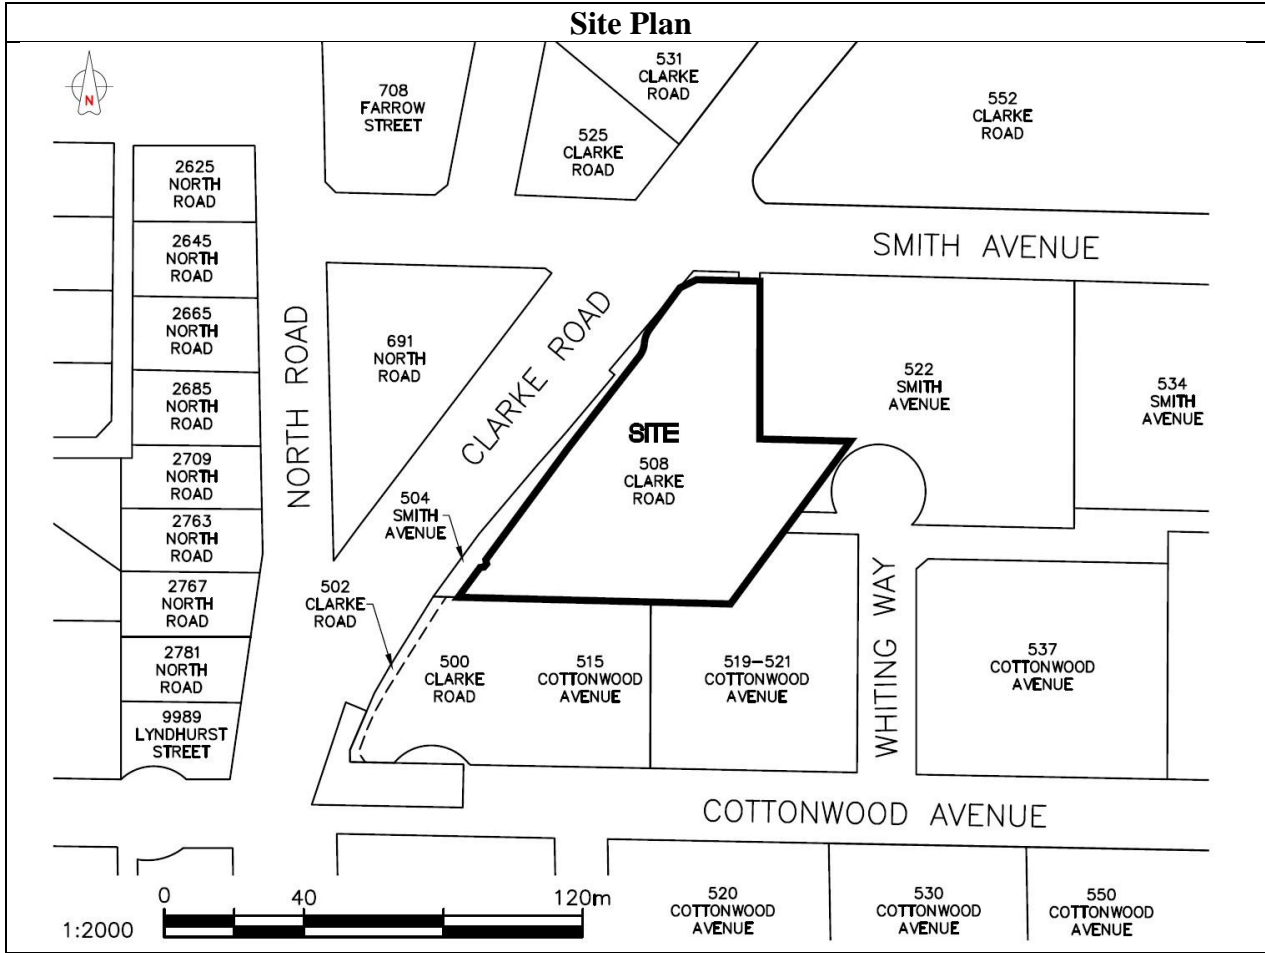 Site Plan
N
708
FARROW
STREET
531
CLARKE
ROAD
525
CLARKE
ROAD
552
CLARKE
ROAD
2625
NORTH
ROAD
2645
NORTH
ROAD
2665
NORTH
ROAD
2685
NORTH
ROAD
2709
NORTH
ROAD
2763
NORTH
ROAD
2767
NORTH
ROAD
2781
NORTH
ROAD
9989
LYNDHURST
STREET
NORTH ROAD
691
NORTH
ROAD
CLARKE ROAD
SMITH AVENUE
SITE
508
CLARKE
ROAD
522
SMITH
AVENUE
534
SMITH
AVENUE
504
SMITH
AVENUE
502
CLARKE
ROAD
500
CLARKE
ROAD
515
COTTONWOOD
AVENUE
519-521
COTTONWOOD
AVENUE
WHITING WAY
537
COTTONWOOD
AVENUE
COTTONWOOD AVENUE
520
COTTONWOOD
AVENUE
530
COTTONWOOD
AVENUE
550
COTTONWOOD
AVENUE
0 40 120m
1:2000